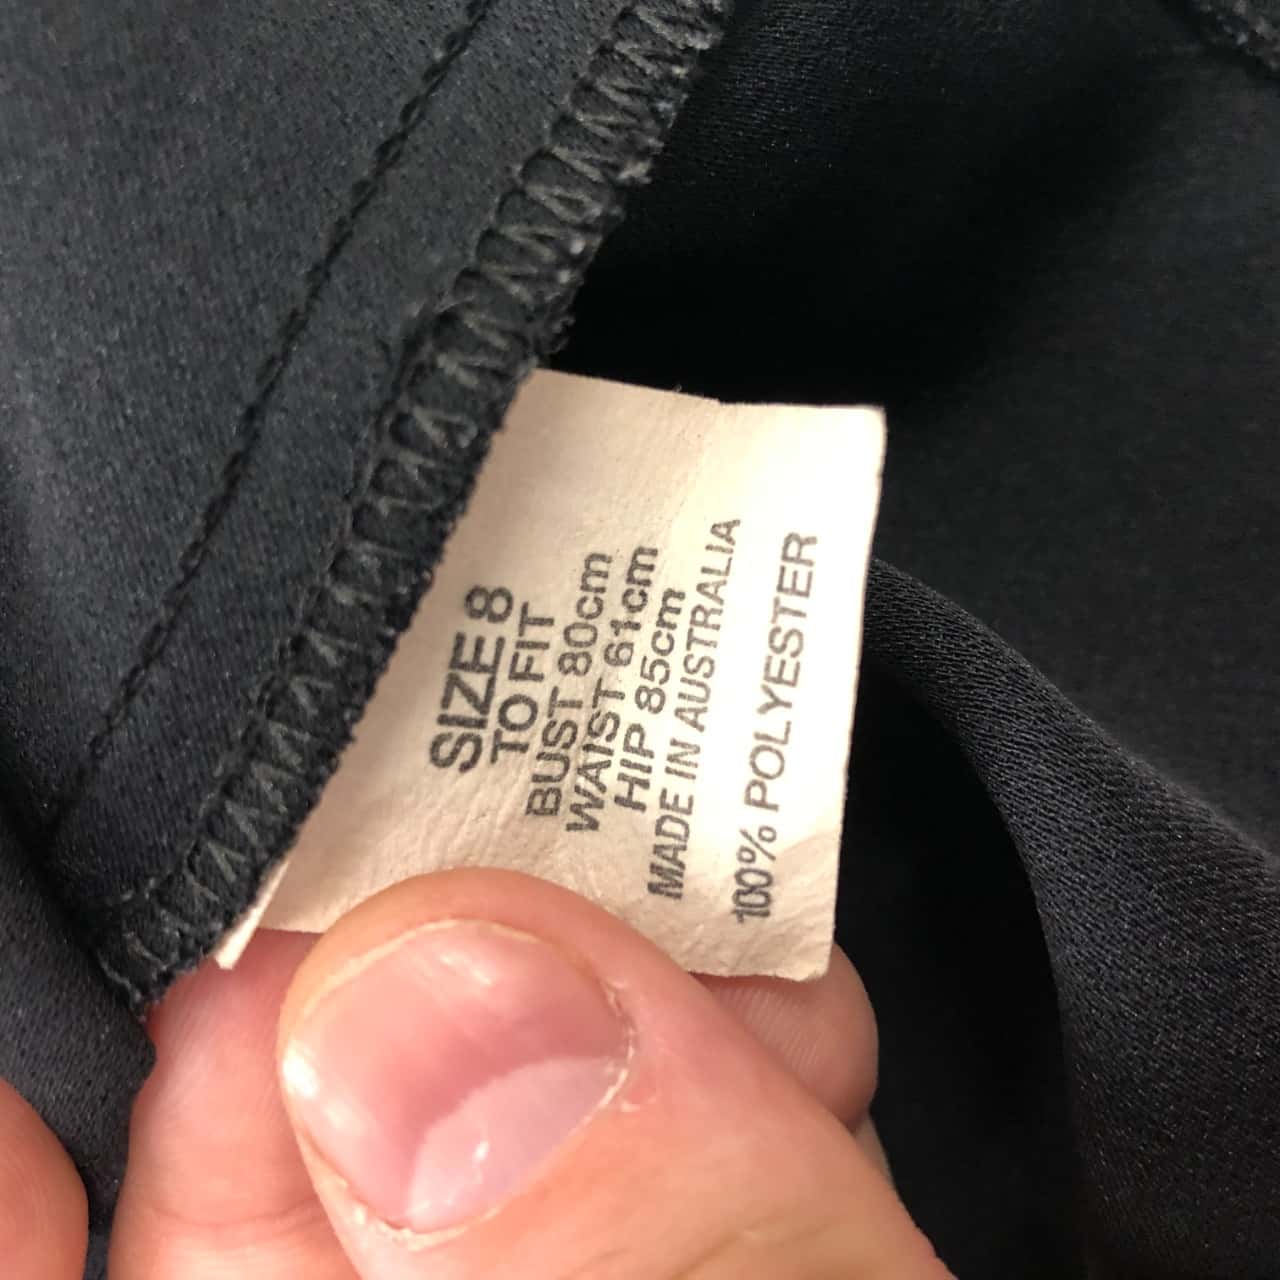 SIZE 8
TO FIT
BUST 80cm
WAIST 61cm
HIP 85cm
MADE IN AUSTRALIA
100% POLYESTER